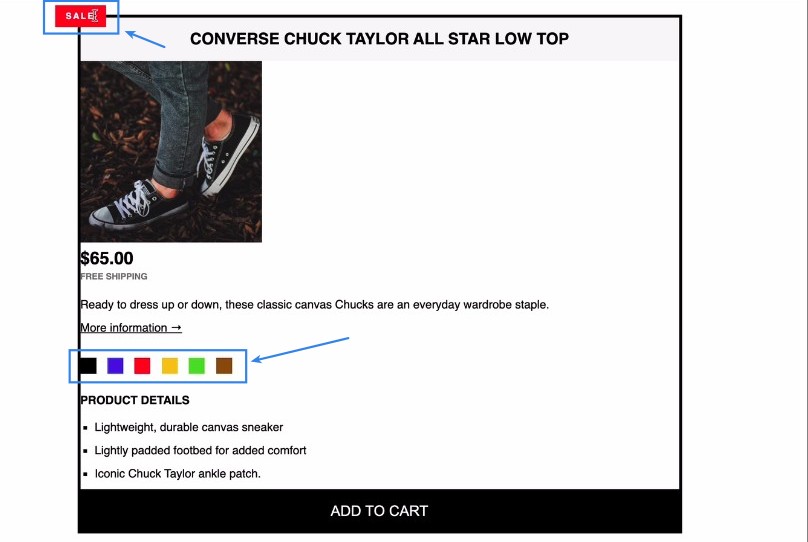 SALE
CONVERSE CHUCK TAYLOR ALL STAR LOW TOP
$65.00
FREE SHIPPING
Ready to dress up or down, these classic canvas Chucks are an everyday wardrobe staple.
More information →
PRODUCT DETAILS
Lightweight, durable canvas sneaker
Lightly padded footbed for added comfort
Iconic Chuck Taylor ankle patch.
ADD TO CART